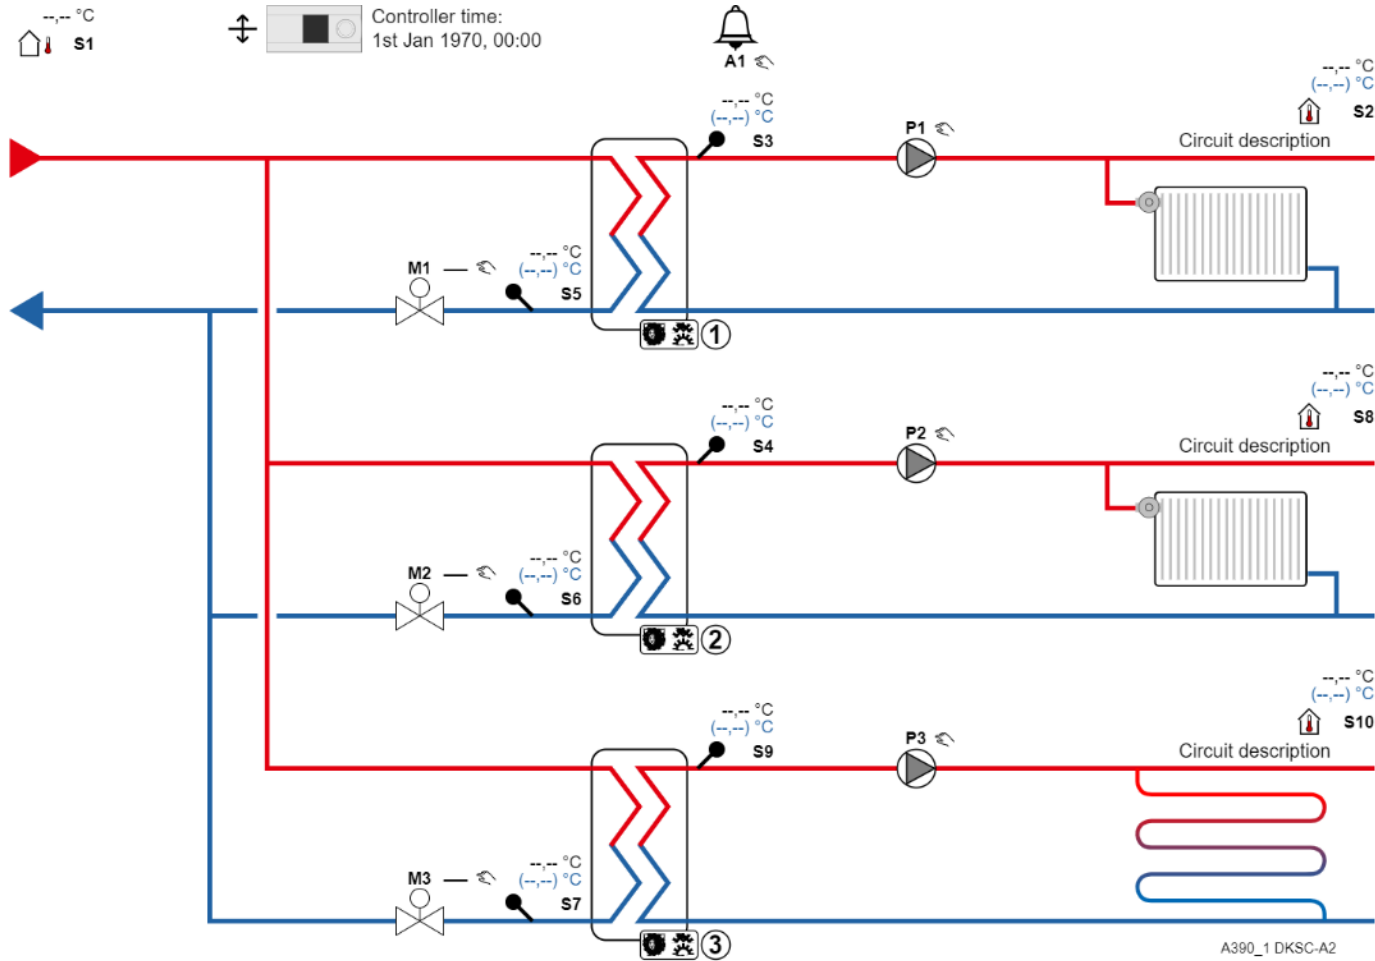 --,-- °C
S1
Controller time:
1st Jan 1970, 00:00
A1
--,-- °C
(--,--) °C
S2
Circuit description
--,-- °C
(--,--) °C
S3
P1
M1
--,-- °C
(--,--) °C
S5
1
--,-- °C
(--,--) °C
S8
Circuit description
--,-- °C
(--,--) °C
S4
P2
M2
--,-- °C
(--,--) °C
S6
2
--,-- °C
(--,--) °C
S10
Circuit description
--,-- °C
(--,--) °C
S9
P3
M3
--,-- °C
(--,--) °C
S7
3
A390_1 DKSC-A2